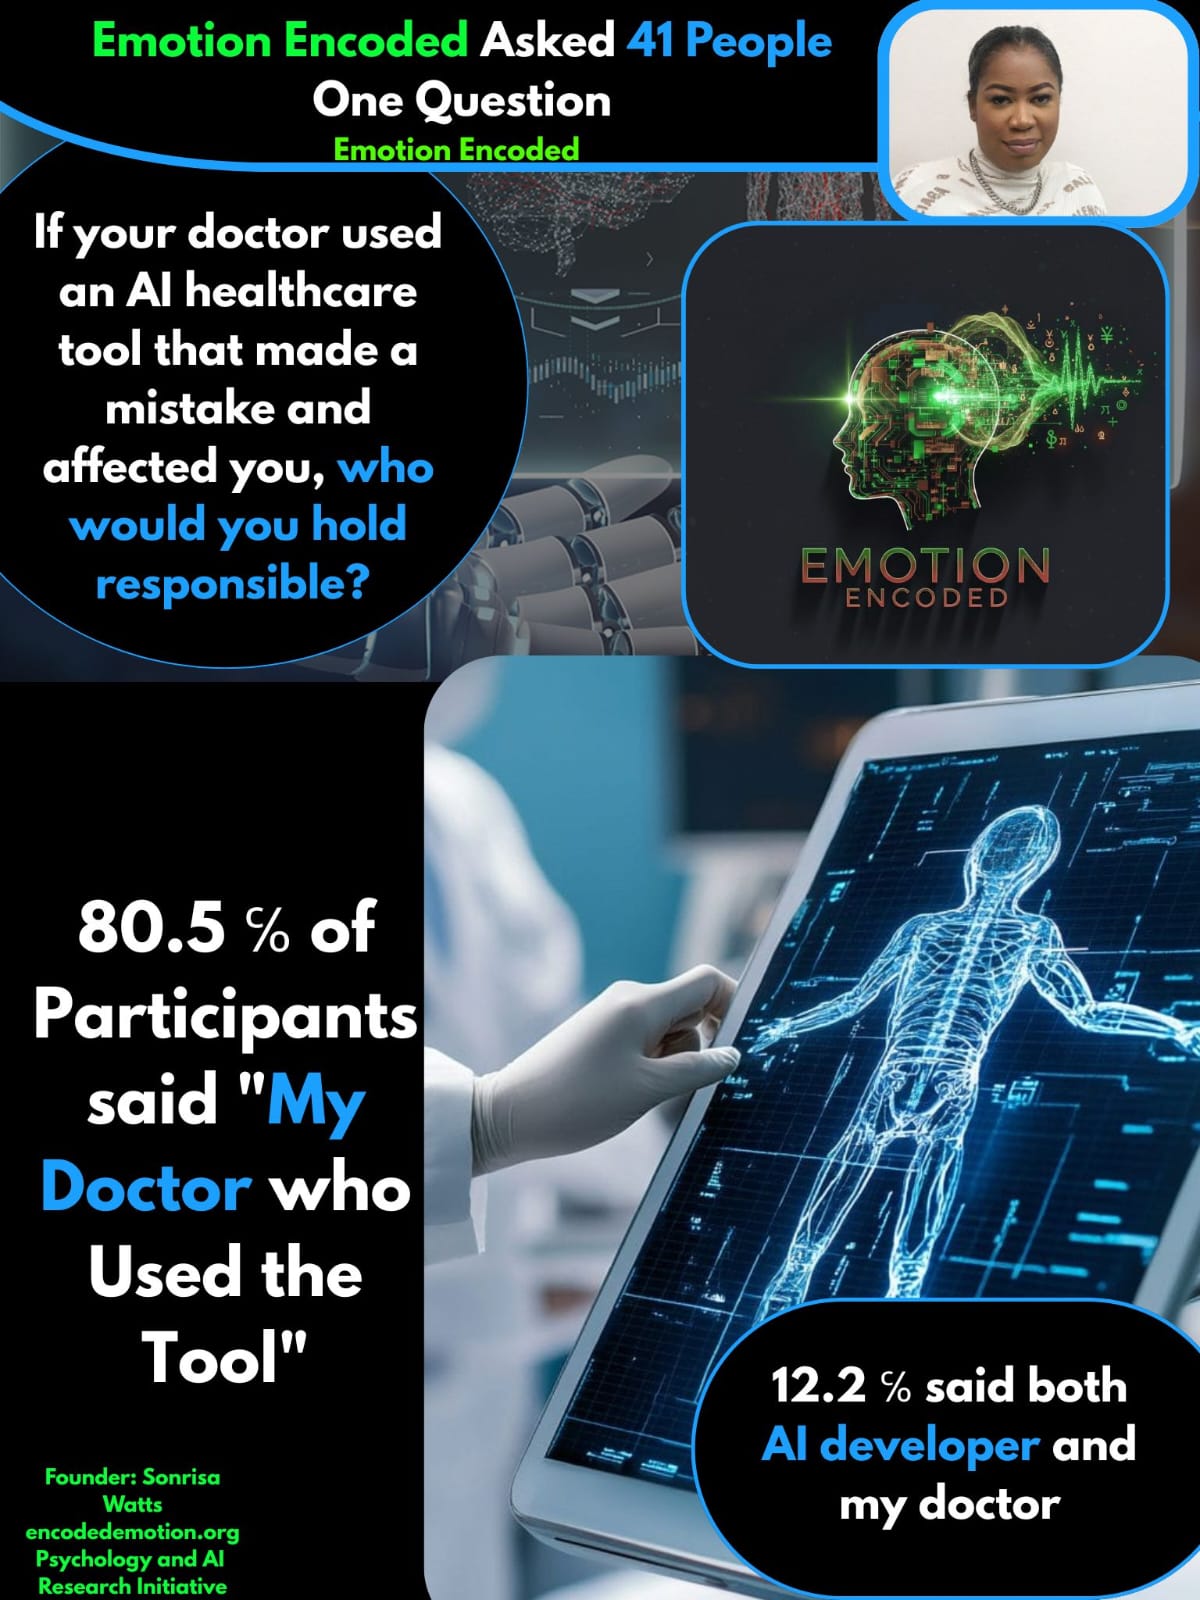 Emotion Encoded Asked 41 People
One Question
Emotion Encoded
If your doctor used
an AI healthcare
tool that made a
mistake and
affected you, who
would you hold
responsible?
EMOTION
ENCODED
80.5 ℅ of
Participants
said "My
Doctor who
Used the
Tool"
12.2 ℅ said both
AI developer and
my doctor
Founder: Sonrisa
Watts
encodedemotion.org
Psychology and AI
Research Initiative